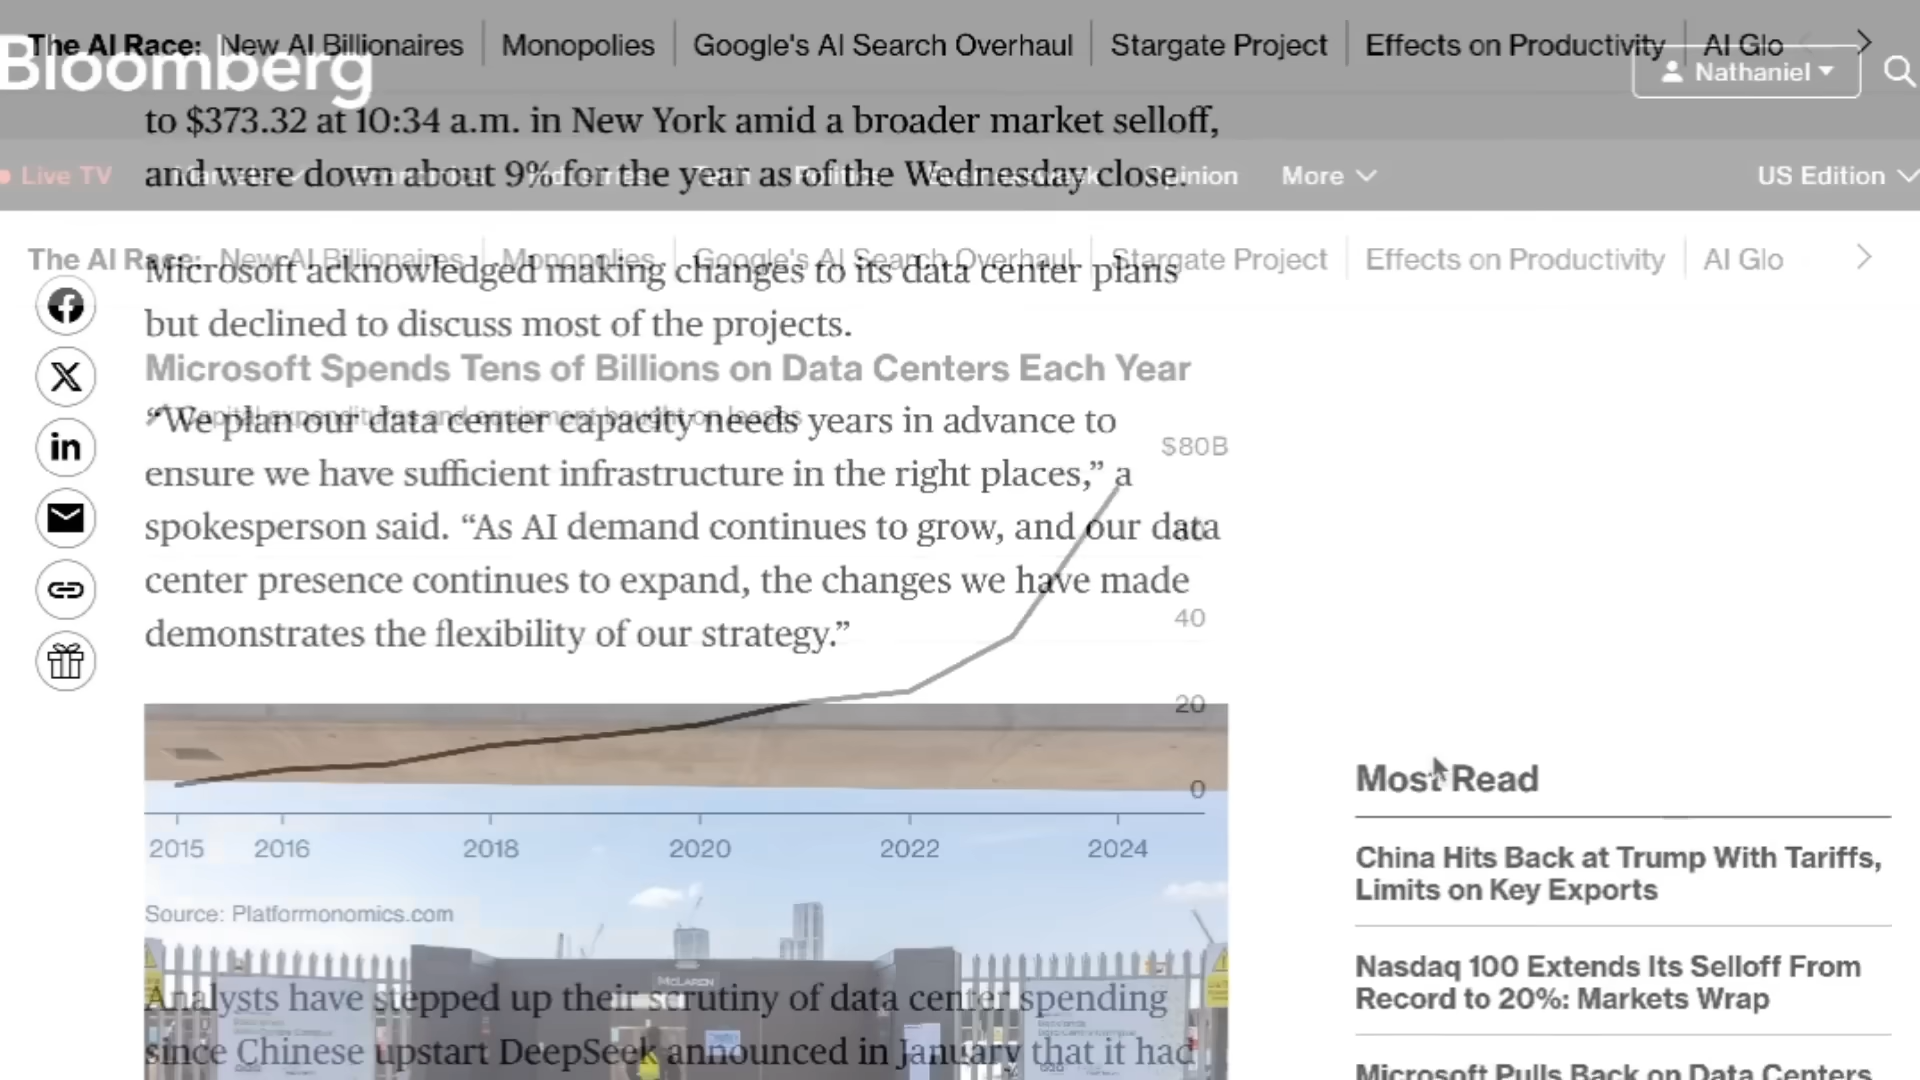 The AI Race: New AI Billionaires Monopolies Google's AI Search Overhaul Stargate Project Effects on Productivity AI Glo
Bloomberg
Nathaniel
to $373.32 at 10:34 a.m. in New York amid a broader market selloff,
and were down about 9% for the year as of the Wednesday close.
Live TV Markets Economics Industries Tech Politics Businessweek Opinion More US Edition
The AI Race: New AI Billionaires Monopolies Google's AI Search Overhaul Stargate Project Effects on Productivity AI Glo
Microsoft acknowledged making changes to its data center plans
but declined to discuss most of the projects.
Microsoft Spends Tens of Billions on Data Centers Each Year
Capital expenditures and equipment bought on leases
“We plan our data center capacity needs years in advance to
ensure we have sufficient infrastructure in the right places,” a
spokesperson said. “As AI demand continues to grow, and our data
center presence continues to expand, the changes we have made
demonstrates the flexibility of our strategy.”
$80B
60
40
20
0
2015 2016 2018 2020 2022 2024
Source: Platformonomics.com
McLAREN
Analysts have stepped up their scrutiny of data center spending
since Chinese upstart DeepSeek announced in January that it had
Most Read
China Hits Back at Trump With Tariffs,
Limits on Key Exports
Nasdaq 100 Extends Its Selloff From
Record to 20%: Markets Wrap
Microsoft Pulls Back on Data Centers